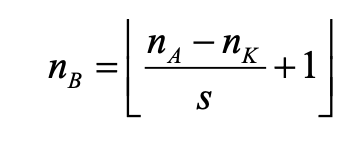 n_B = ⌊(n_A − n_K)/s + 1⌋